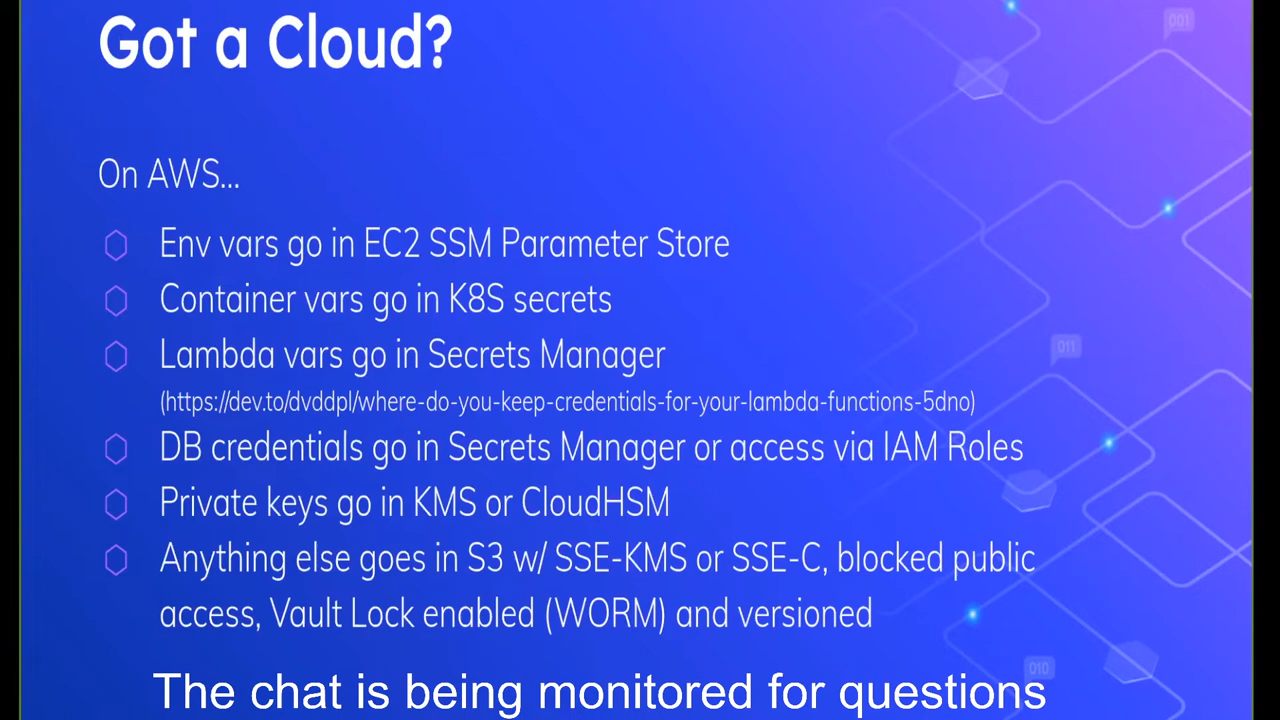 Got a Cloud?
001
On AWS...
Env vars go in EC2 SSM Parameter Store
Container vars go in K8S secrets
Lambda vars go in Secrets Manager
011
(https://dev.to/dvddpl/where-do-you-keep-credentials-for-your-lambda-functions-5dno)
DB credentials go in Secrets Manager or access via IAM Roles
Private keys go in KMS or CloudHSM
Anything else goes in S3 w/ SSE-KMS or SSE-C, blocked public
access, Vault Lock enabled (WORM) and versioned
010
The chat is being monitored for questions